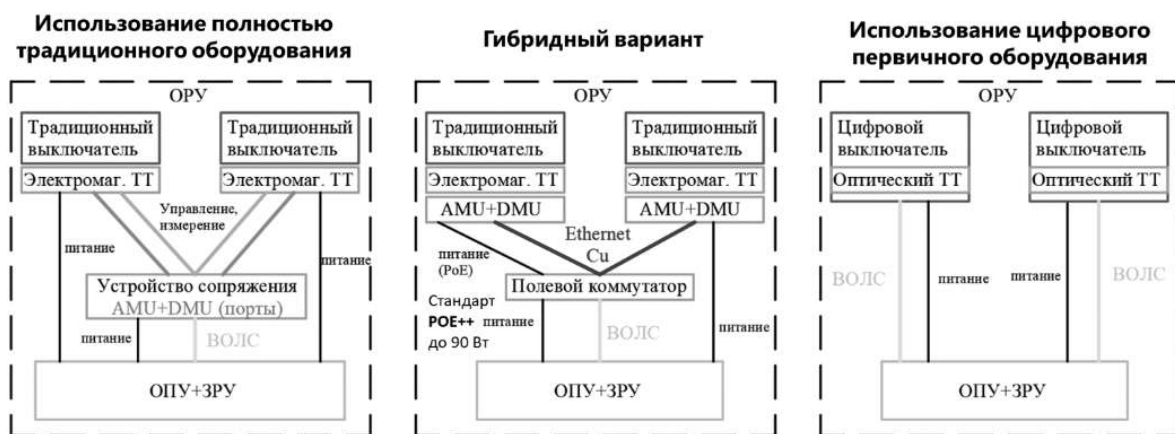 Использование полностью
традиционного оборудования
ОРУ
Традиционный
выключатель
Электромаг. ТТ
Традиционный
выключатель
Электромаг. ТТ
Управление,
измерение
питание
питание
Устройство сопряжения
AMU+DMU (порты)
питание
ВОЛС
ОПУ+ЗРУ
Гибридный вариант
ОРУ
Традиционный
выключатель
Электромаг. ТТ
AMU+DMU
Традиционный
выключатель
Электромаг. ТТ
AMU+DMU
Ethernet
Cu
питание
(PoE)
Полевой коммутатор
Стандарт
POE++ питание
до 90 Вт
ВОЛС
питание
ОПУ+ЗРУ
Использование цифрового
первичного оборудования
ОРУ
Цифровой
выключатель
Оптический ТТ
Цифровой
выключатель
Оптический ТТ
ВОЛС
питание
питание
ВОЛС
ОПУ+ЗРУ